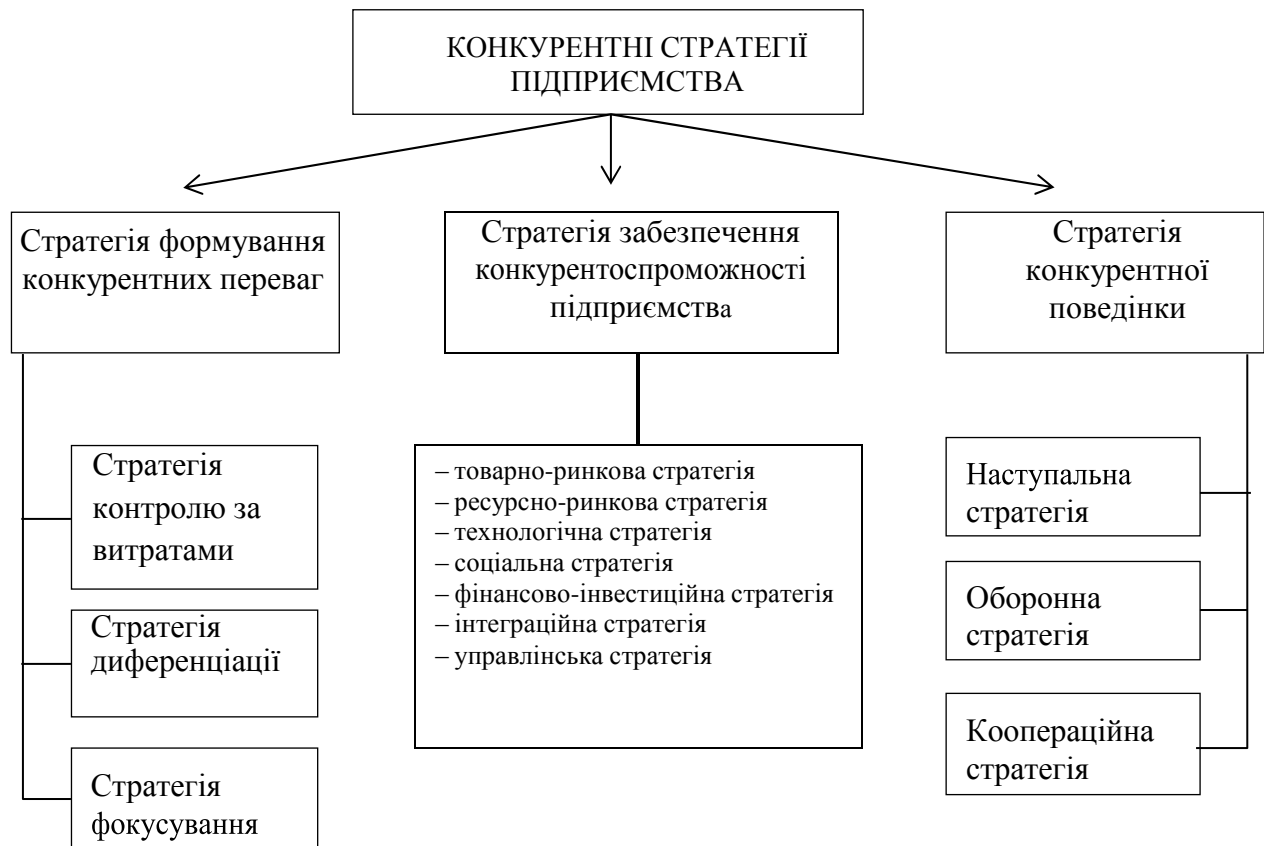 КОНКУРЕНТНІ СТРАТЕГІЇ
ПІДПРИЄМСТВА
Стратегія формування
конкурентних переваг
Стратегія забезпечення
конкурентоспроможності
підприємства
Стратегія
конкурентної
поведінки
Стратегія
контролю за
витратами
Стратегія
диференціації
Стратегія
фокусування
– товарно-ринкова стратегія
– ресурсно-ринкова стратегія
– технологічна стратегія
– соціальна стратегія
– фінансово-інвестиційна стратегія
– інтеграційна стратегія
– управлінська стратегія
Наступальна
стратегія
Оборонна
стратегія
Коопераційна
стратегія